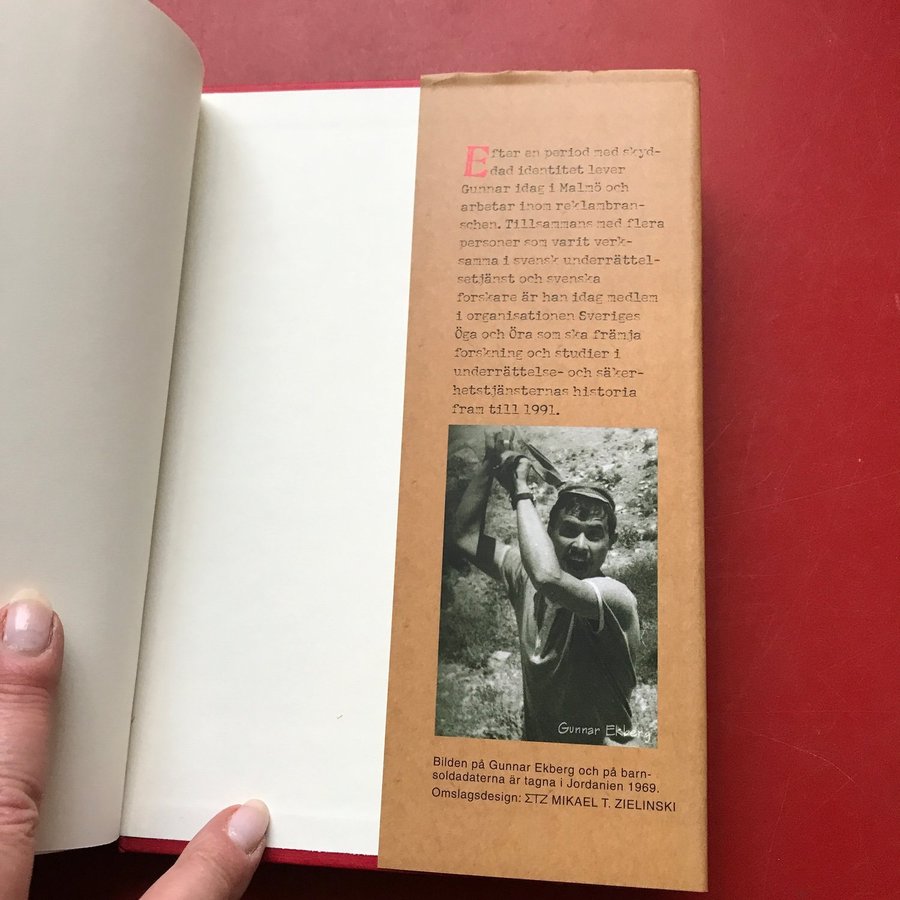 Efter en period med skyd-
dad identitet lever
Gunnar idag i Malmö och
arbetar inom reklambran-
schen. Tillsammans med flera
personer som varit verk-
samma i svensk underrättel-
setjänst och svenska
forskare är han idag medlem
i organisationen Sveriges
Öga och Öra som ska främja
forskning och studier i
underrättelse- och säker-
hetstjänsternas historia
fram till 1991.
Gunnar Ekberg
Bilden på Gunnar Ekberg och på barn-
soldadaterna är tagna i Jordanien 1969.
Omslagsdesign: ΣTZ MIKAEL T. ZIELINSKI